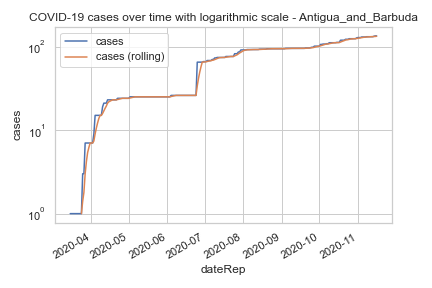 COVID-19 cases over time with logarithmic scale - Antigua_and_Barbuda
cases
cases (rolling)
10²
10¹
10⁰
cases
2020-04
2020-05
2020-06
2020-07
2020-08
2020-09
2020-10
2020-11
dateRep